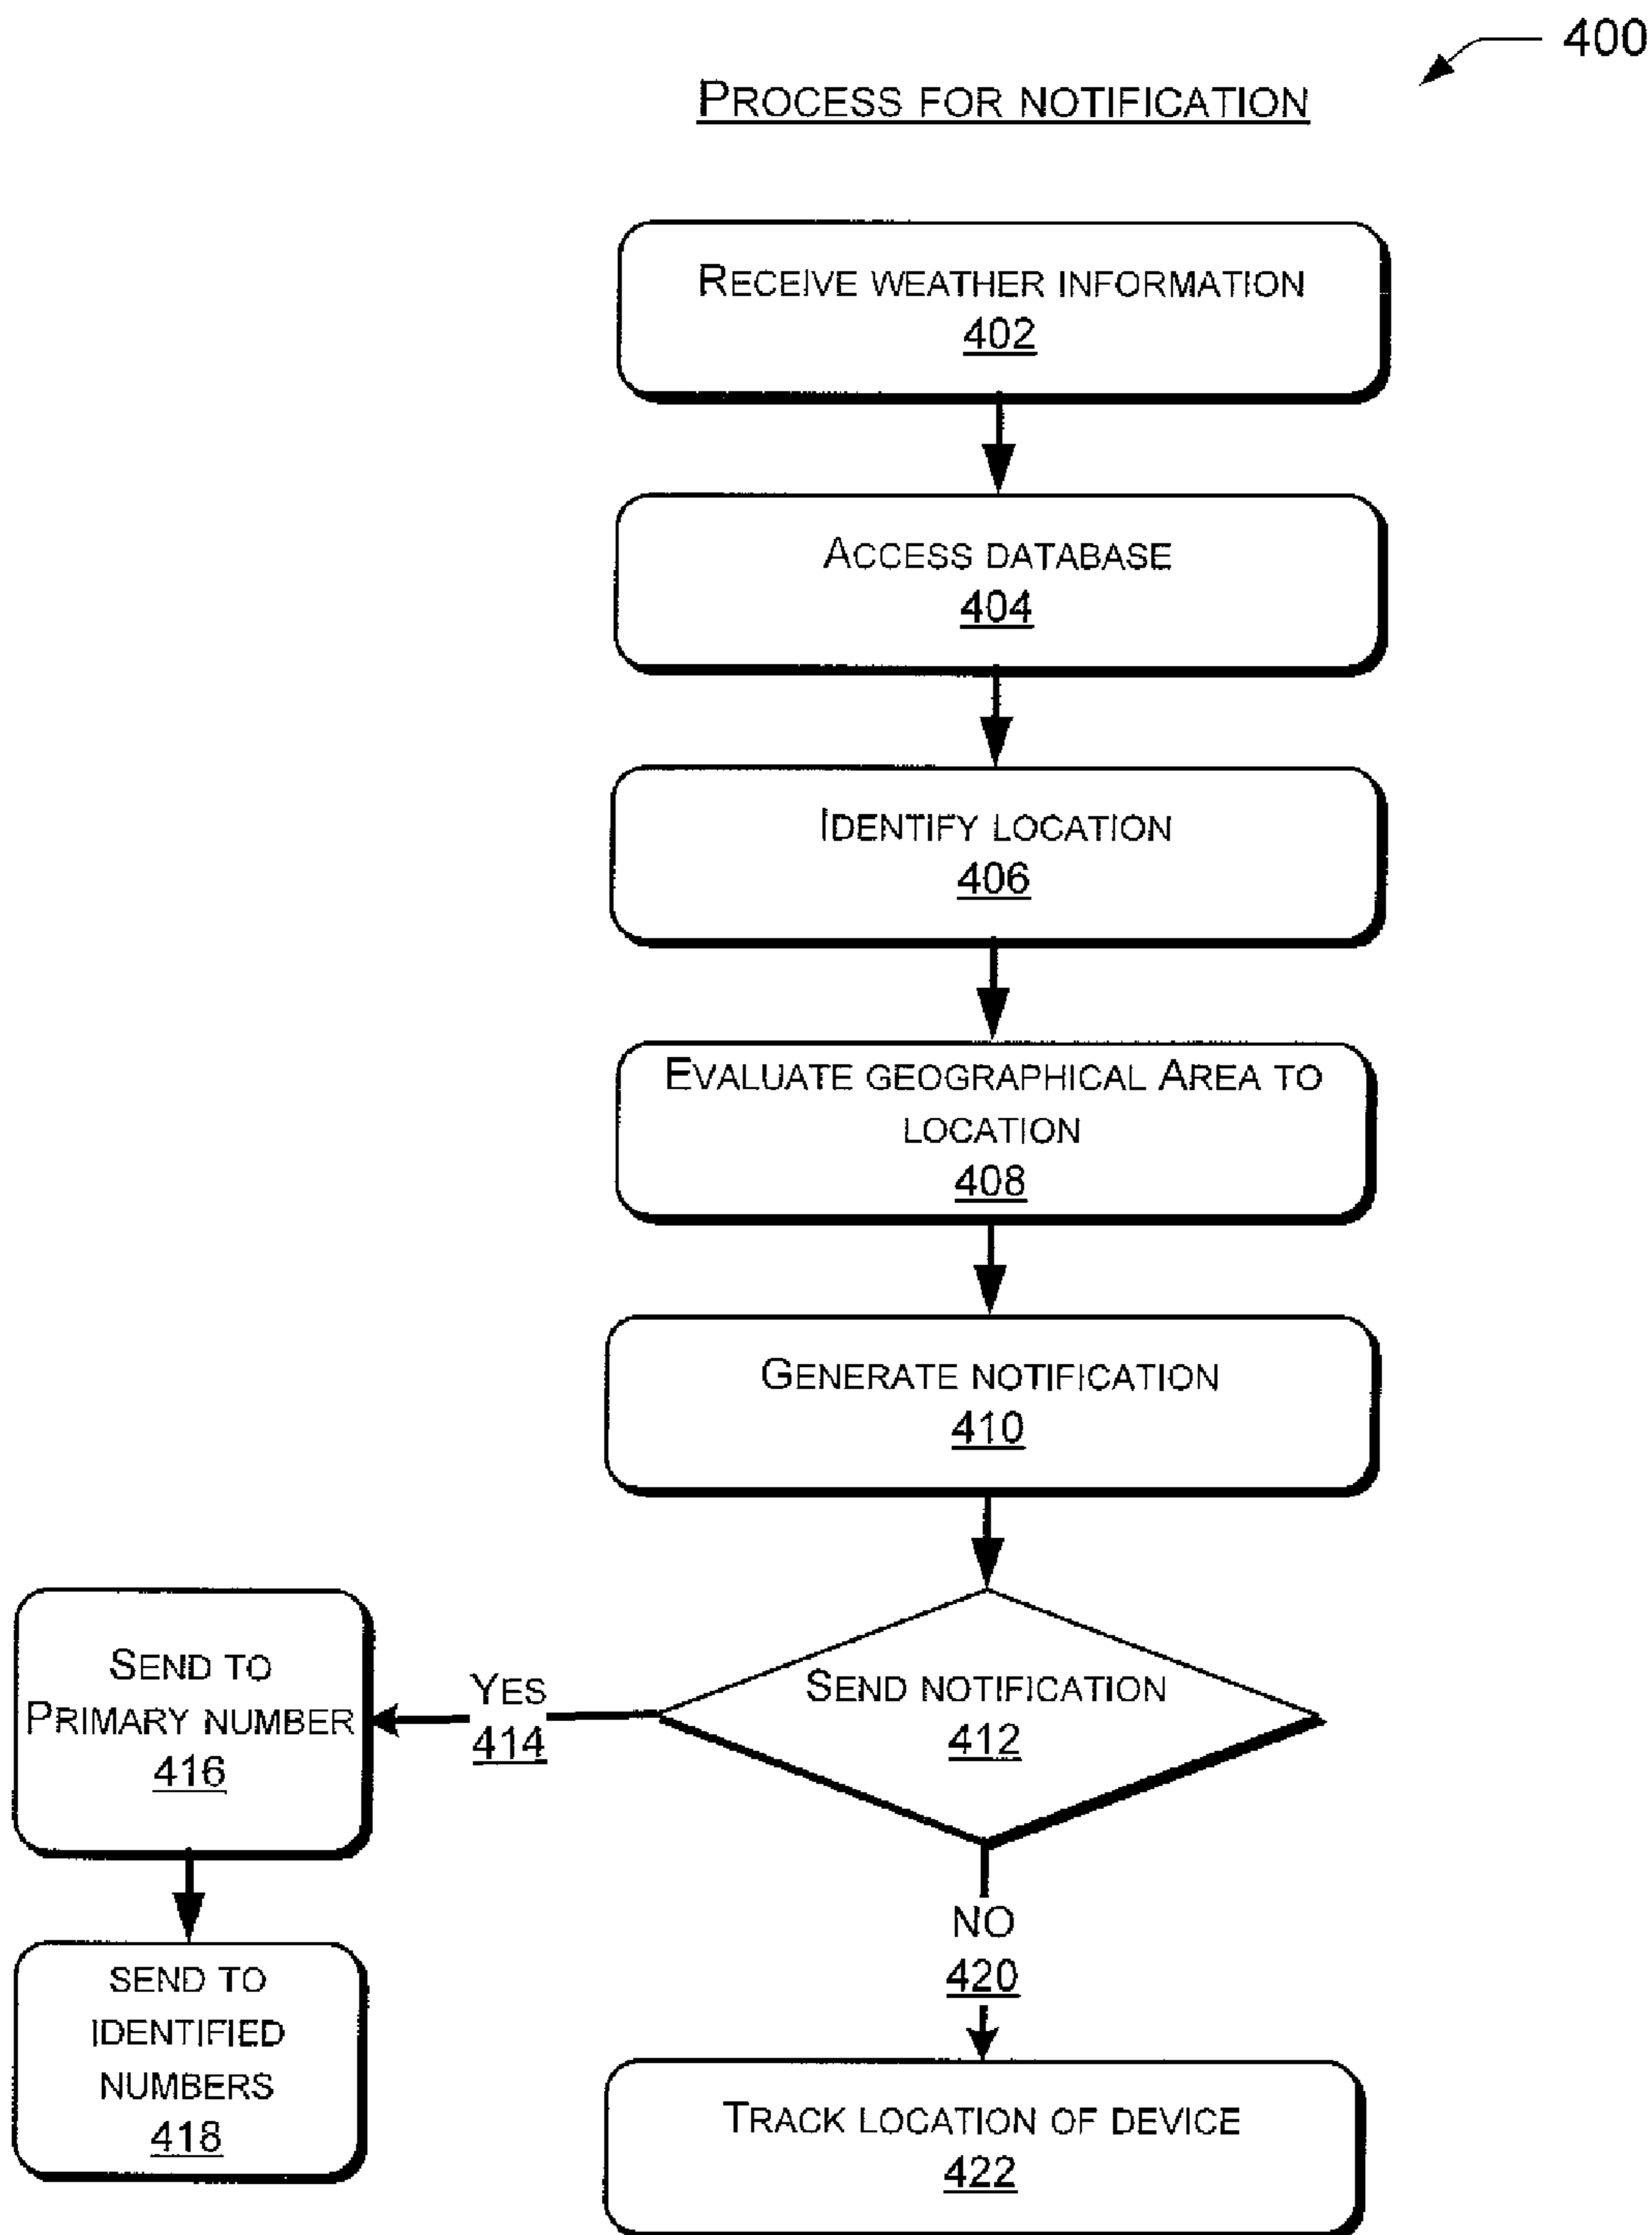 400
PROCESS FOR NOTIFICATION
RECEIVE WEATHER INFORMATION
402
ACCESS DATABASE
404
IDENTIFY LOCATION
406
EVALUATE GEOGRAPHICAL AREA TO
LOCATION
408
GENERATE NOTIFICATION
410
SEND NOTIFICATION
412
YES
414
SEND TO
PRIMARY NUMBER
416
SEND TO
IDENTIFIED
NUMBERS
418
NO
420
TRACK LOCATION OF DEVICE
422